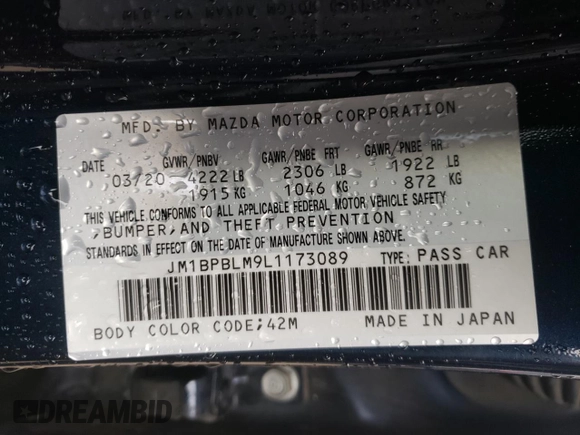 MFD. BY MAZDA MOTOR CORPORATION
DATE GVWR/PNBV GAWR/PNBE FRT GAWR/PNBE RR
03/20 4222 LB 2306 LB 1922 LB
1915 KG 1046 KG 872 KG
THIS VEHICLE CONFORMS TO ALL APPLICABLE FEDERAL MOTOR VEHICLE SAFETY
,BUMPER,AND THEFT PREVENTION
STANDARDS IN EFFECT ON THE DATE OF MANUFACTURE SHOWN ABOVE.
JM1BPBLM9L1173089 TYPE: PASS CAR
BODY COLOR CODE;42M MADE IN JAPAN
DREAMBID